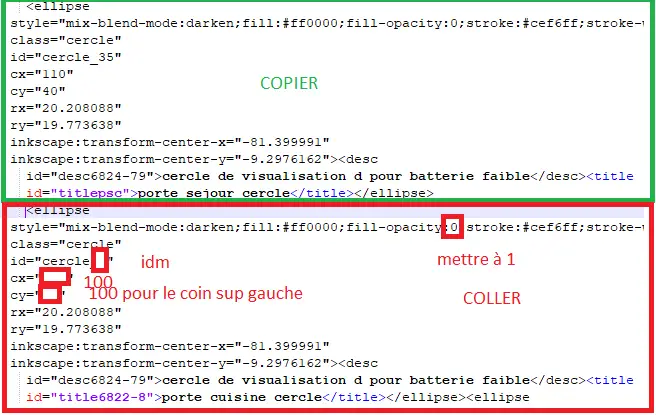 <ellipse
style="mix-blend-mode:darken;fill:#ff0000;fill-opacity:0;stroke:#cef6ff;stroke-
class="cercle"
id="cercle_35"
cx="110"
COPIER
cy="40"
rx="20.208088"
ry="19.773638"
inkscape:transform-center-x="-81.399991"
inkscape:transform-center-y="-9.2976162"><desc
id="desc6824-79">cercle de visualisation d pour batterie faible</desc><title
id="titlepsc">porte sejour cercle</title></ellipse>
<ellipse
style="mix-blend-mode:darken;fill:#ff0000;fill-opacity:0;stroke:#cef6ff;stroke-
class="cercle"
id="cercle_ idm mettre à 1
cx=" " 100
cy=" " 100 pour le coin sup gauche COLLER
rx="20.208088"
ry="19.773638"
inkscape:transform-center-x="-81.399991"
inkscape:transform-center-y="-9.2976162"><desc
id="desc6824-79">cercle de visualisation d pour batterie faible</desc><title
id="title6822-8">porte cuisine cercle</title></ellipse><ellipse